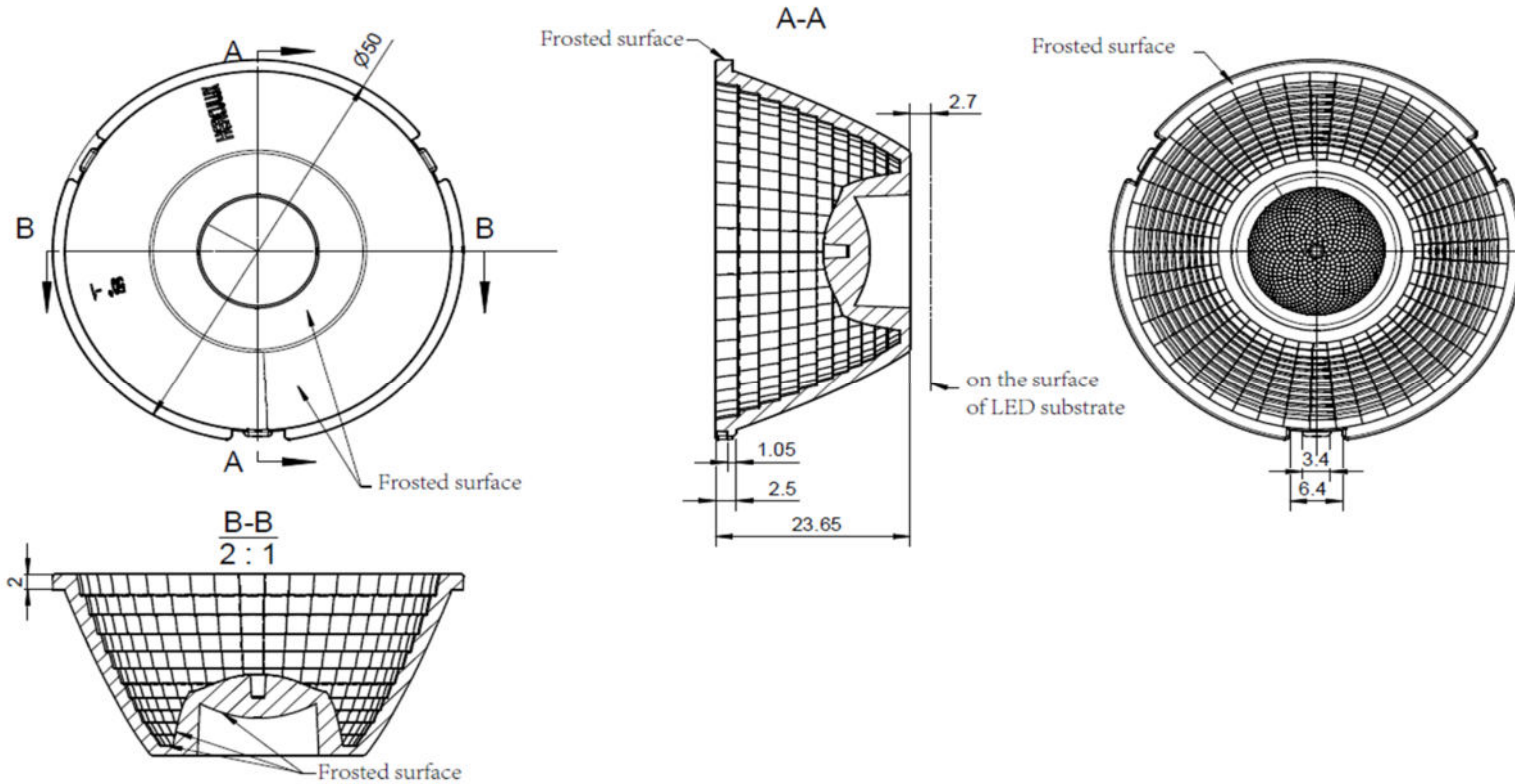 A
Ø50
B
B
A
Frosted surface
A-A
Frosted surface
2.7
on the surface
of LED substrate
1.05
2.5
23.65
Frosted surface
3.4
6.4
B-B
2 : 1
2
Frosted surface